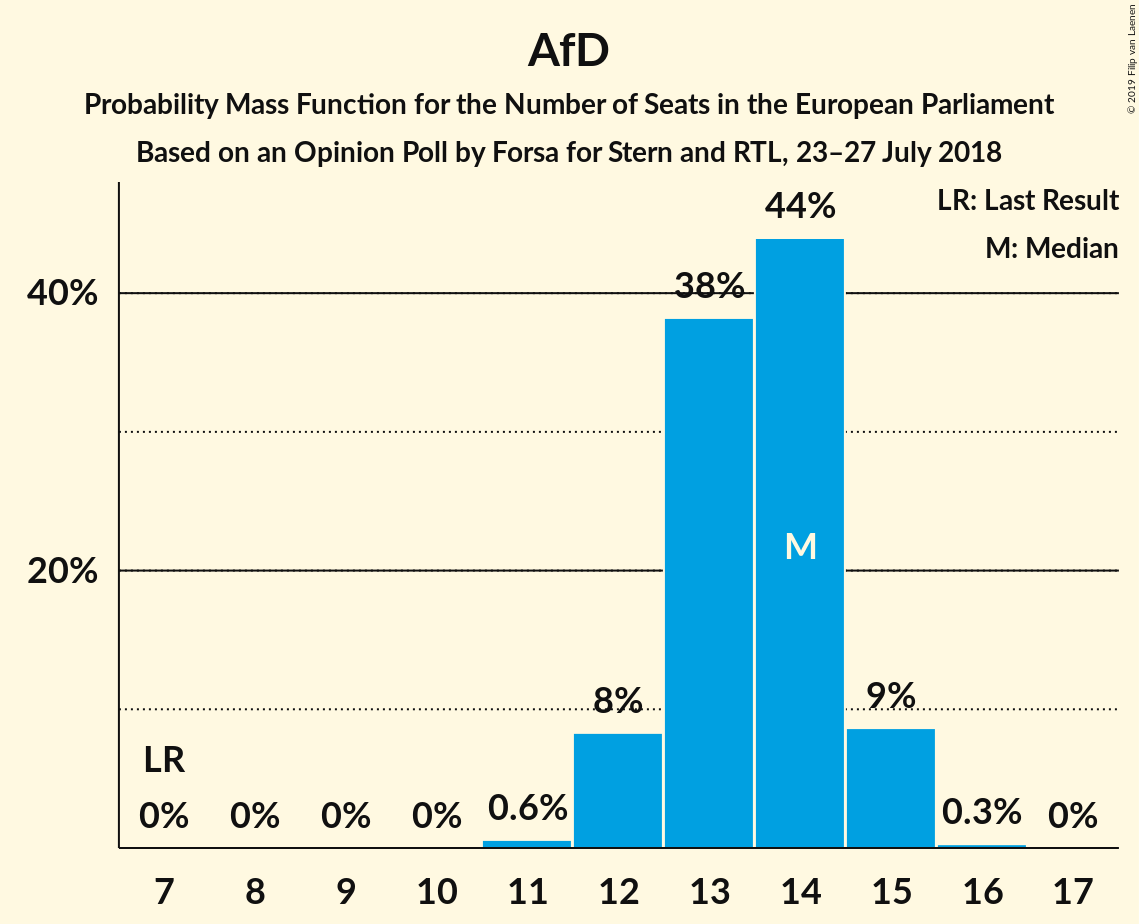 AfD
Probability Mass Function for the Number of Seats in the European Parliament
Based on an Opinion Poll by Forsa for Stern and RTL, 23–27 July 2018
© 2019 Filip van Laenen
LR: Last Result
M: Median
44%
38%
40%
M
20%
9%
8%
LR
0% 0% 0% 0% 0.6% 0.3% 0%
7 8 9 10 11 12 13 14 15 16 17